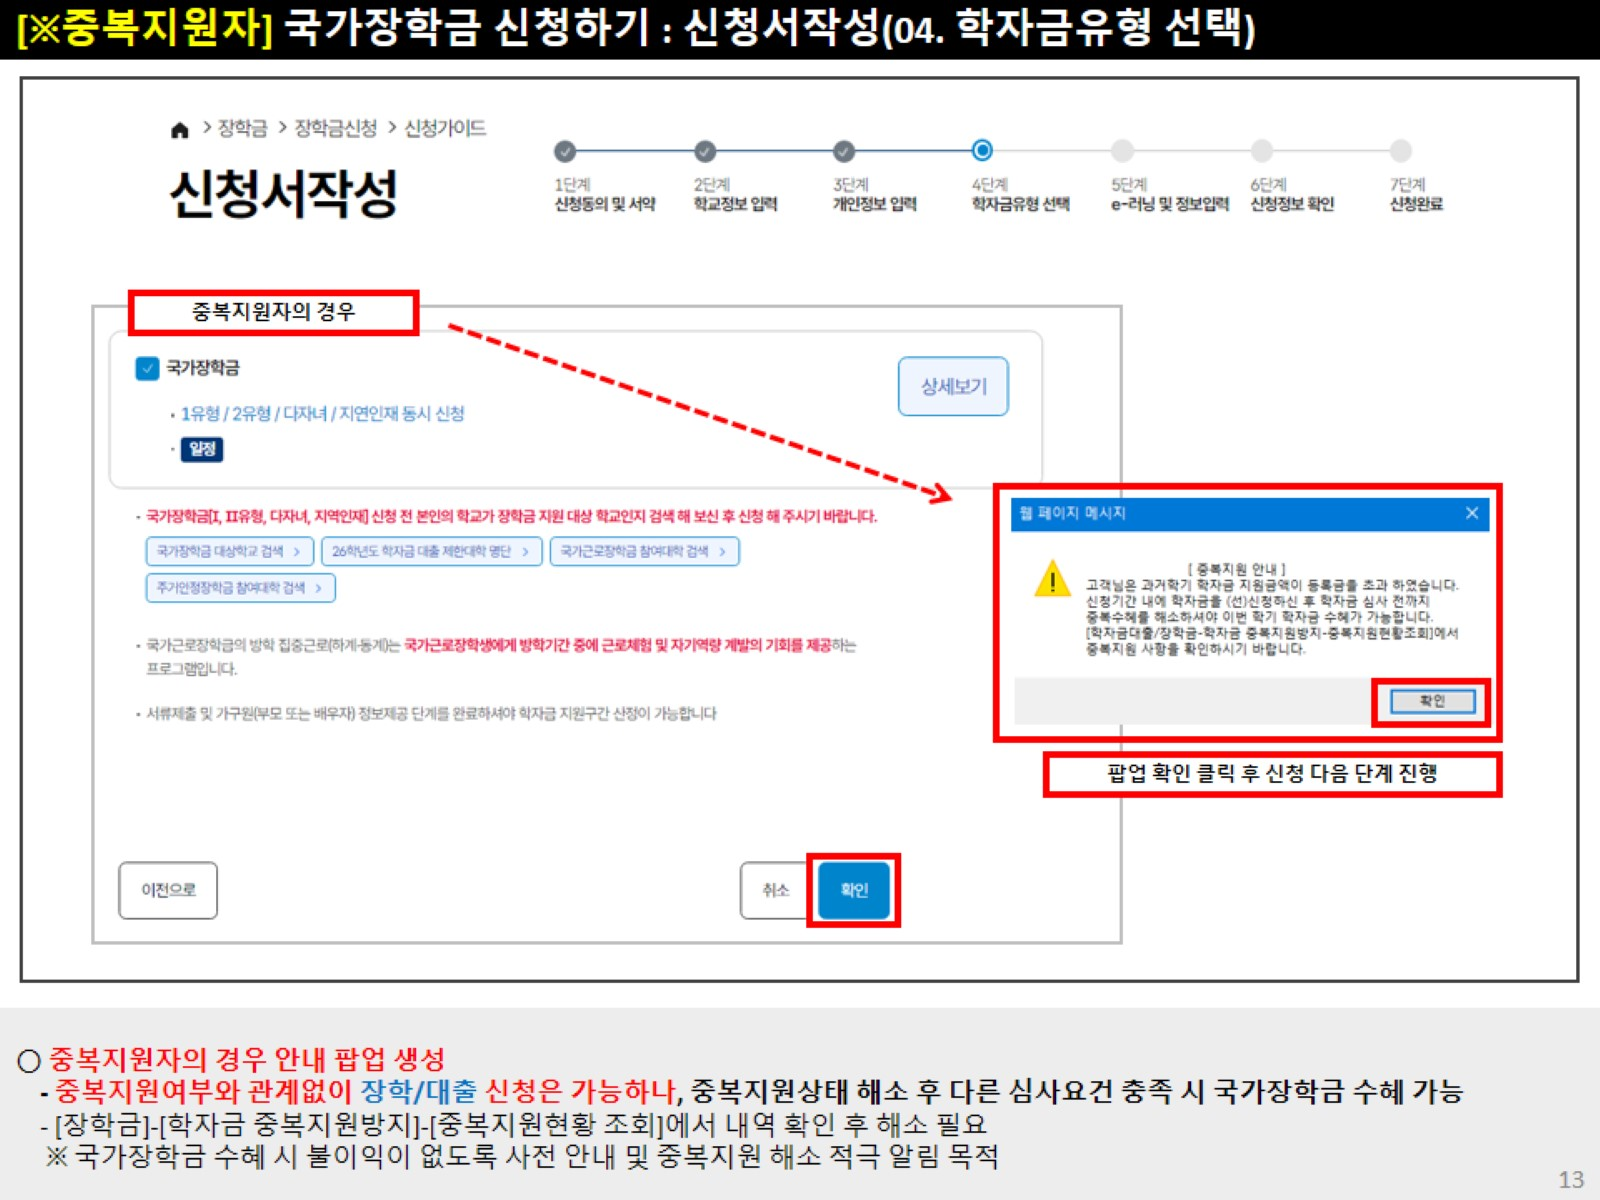 [※중복지원자] 국가장학금 신청하기 : 신청서작성(04. 학자금유형 선택)
> 장학금 > 장학금신청 > 신청가이드
신청서작성
1단계
신청동의 및 서약
2단계
학교정보 입력
3단계
개인정보 입력
4단계
학자금유형 선택
5단계
e-러닝 및 정보입력
6단계
신청정보 확인
7단계
신청완료
중복지원자의 경우
국가장학금
상세보기
· 1유형 / 2유형 / 다자녀 / 지연인재 동시 신청
· 일정
· 국가장학금[I, II유형, 다자녀, 지역인재] 신청 전 본인의 학교가 장학금 지원 대상 학교인지 검색 해 보신 후 신청 해 주시기 바랍니다.
국가장학금 대상학교 검색 >
26학년도 학자금 대출 제한대학 명단 >
국가근로장학금 참여대학 검색 >
주거안정장학금 참여대학 검색 >
· 국가근로장학금의 방학 집중근로(하계·동계)는 국가근로장학생에게 방학기간 중에 근로체험 및 자기역량 계발의 기회를 제공하는
프로그램입니다.
· 서류제출 및 가구원(부모 또는 배우자) 정보제공 단계를 완료하셔야 학자금 지원구간 산정이 가능합니다
이전으로
취소
확인
웹 페이지 메시지
[ 중복지원 안내 ]
고객님은 과거학기 학자금 지원금액이 등록금을 초과 하였습니다.
신청기간 내에 학자금을 (선)신청하신 후 학자금 심사 전까지
중복수혜를 해소하셔야 이번 학기 학자금 수혜가 가능합니다.
[학자금대출/장학금-학자금 중복지원방지-중복지원현황조회]에서
중복지원 사항을 확인하시기 바랍니다.
확인
팝업 확인 클릭 후 신청 다음 단계 진행
○ 중복지원자의 경우 안내 팝업 생성
- 중복지원여부와 관계없이 장학/대출 신청은 가능하나, 중복지원상태 해소 후 다른 심사요건 충족 시 국가장학금 수혜 가능
- [장학금]-[학자금 중복지원방지]-[중복지원현황 조회]에서 내역 확인 후 해소 필요
※ 국가장학금 수혜 시 불이익이 없도록 사전 안내 및 중복지원 해소 적극 알림 목적
13